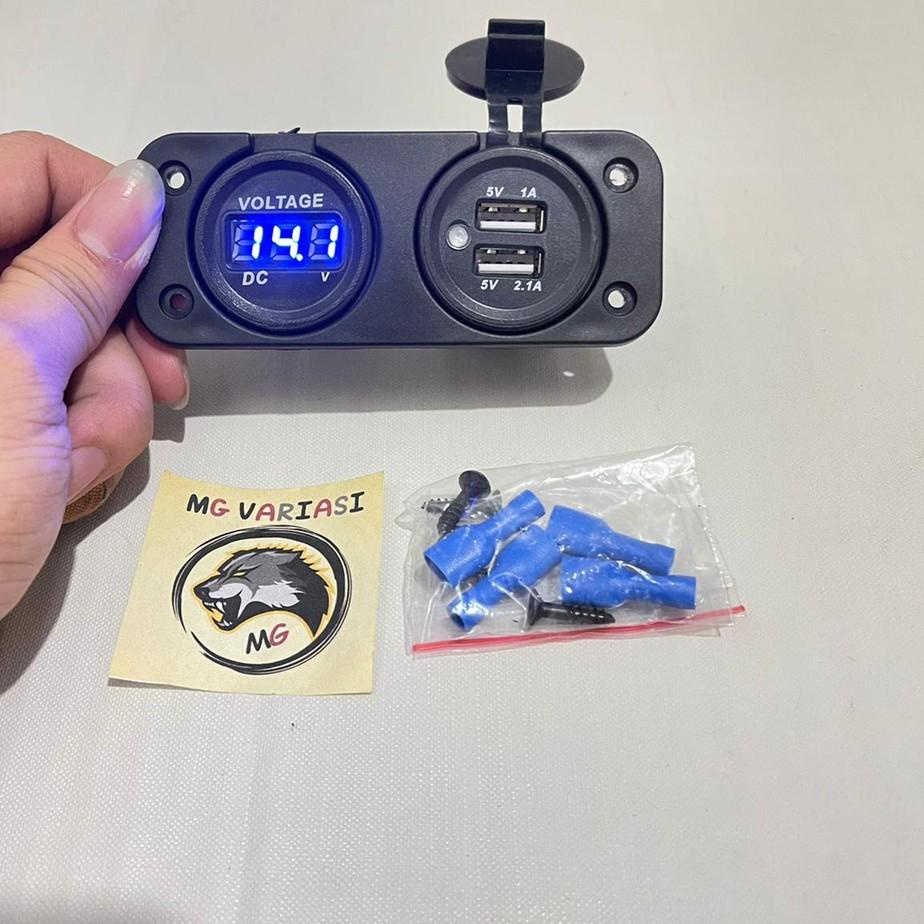 VOLTAGE
14.1
DC V
5V 1A
5V 2.1A
MG VARIASI
MG